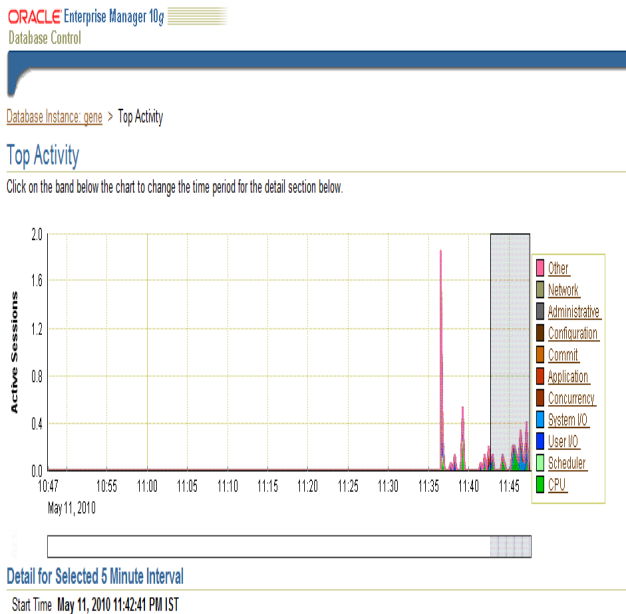 ORACLE Enterprise Manager 10g
Database Control
Database Instance: gene > Top Activity
Top Activity
Click on the band below the chart to change the time period for the detail section below.
Active Sessions
2.0
1.6
1.2
0.8
0.4
0.0
10:47 10:55 11:00 11:05 11:10 11:15 11:20 11:25 11:30 11:35 11:40 11:45
May 11, 2010
Other
Network
Administrative
Configuration
Commit
Application
Concurrency
System I/O
User I/O
Scheduler
CPU
Detail for Selected 5 Minute Interval
Start Time May 11, 2010 11:42:41 PM IST